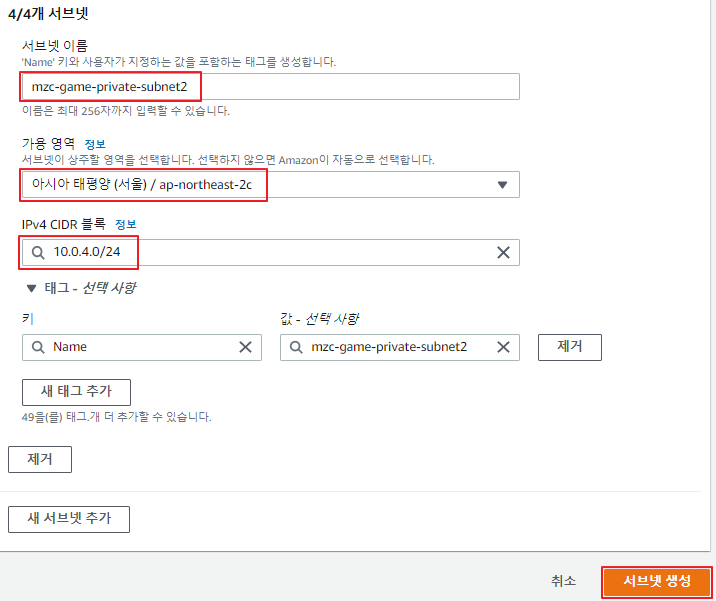 4/4개 서브넷
서브넷 이름
'Name' 키와 사용자가 지정하는 값을 포함하는 태그를 생성합니다.
mzc-game-private-subnet2
이름은 최대 256자까지 입력할 수 있습니다.
가용 영역 정보
서브넷이 상주할 영역을 선택합니다. 선택하지 않으면 Amazon이 자동으로 선택합니다.
아시아 태평양 (서울) / ap-northeast-2c
IPv4 CIDR 블록 정보
10.0.4.0/24
태그 - 선택 사항
키 값 - 선택 사항
Name mzc-game-private-subnet2 제거
새 태그 추가
49을(를) 태그.개 더 추가할 수 있습니다.
제거
새 서브넷 추가
취소 서브넷 생성